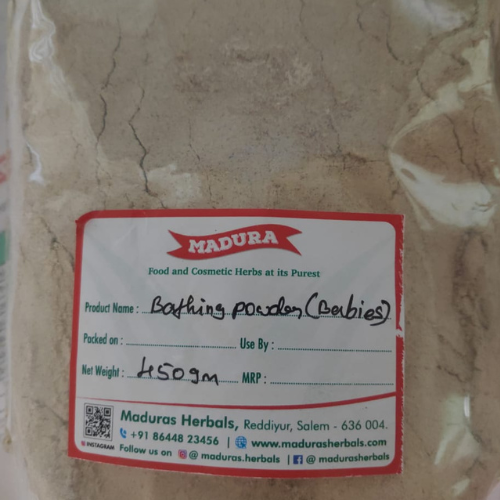 MADURA
Food and Cosmetic Herbs at its Purest
Product Name : Bathing powder (Babies)
Packed on : Use By :
Net Weight : 450gm MRP :
Maduras Herbals, Reddiyur, Salem - 636 004.
+91 86448 23456 | www.madurasherbals.com
INSTAGRAM Follow us on @ maduras.herbals | @ madurasherbals